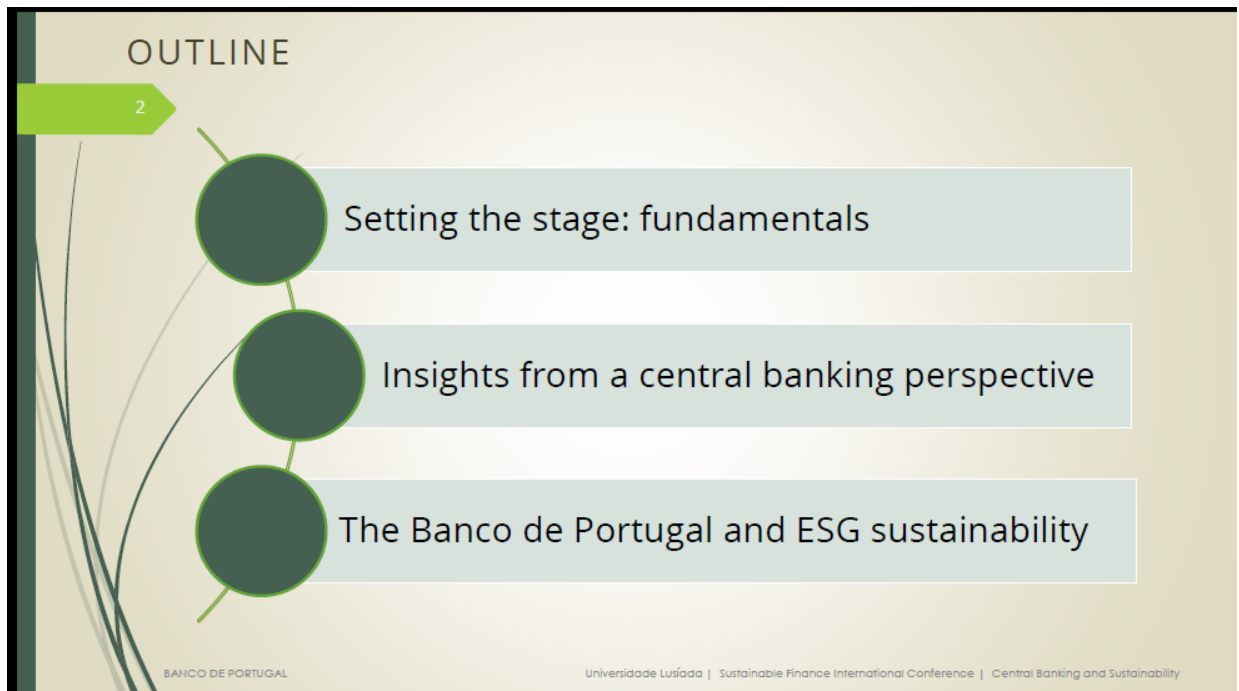 OUTLINE
2
Setting the stage: fundamentals
Insights from a central banking perspective
The Banco de Portugal and ESG sustainability
BANCO DE PORTUGAL
Universidade Lusíada | Sustainable Finance International Conference | Central Banking and Sustainability